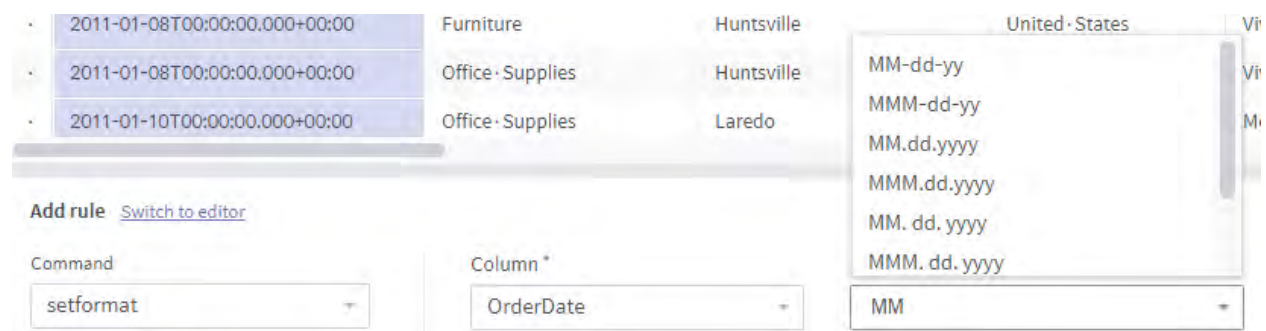 · 2011-01-08T00:00:00.000+00:00 Furniture Huntsville United·States
· 2011-01-08T00:00:00.000+00:00 Office·Supplies Huntsville
· 2011-01-10T00:00:00.000+00:00 Office·Supplies Laredo
MM-dd-yy
MMM-dd-yy
MM.dd.yyyy
MMM.dd.yyyy
MM. dd. yyyy
MMM. dd. yyyy
Add rule Switch to editor
Command Column *
setformat OrderDate MM